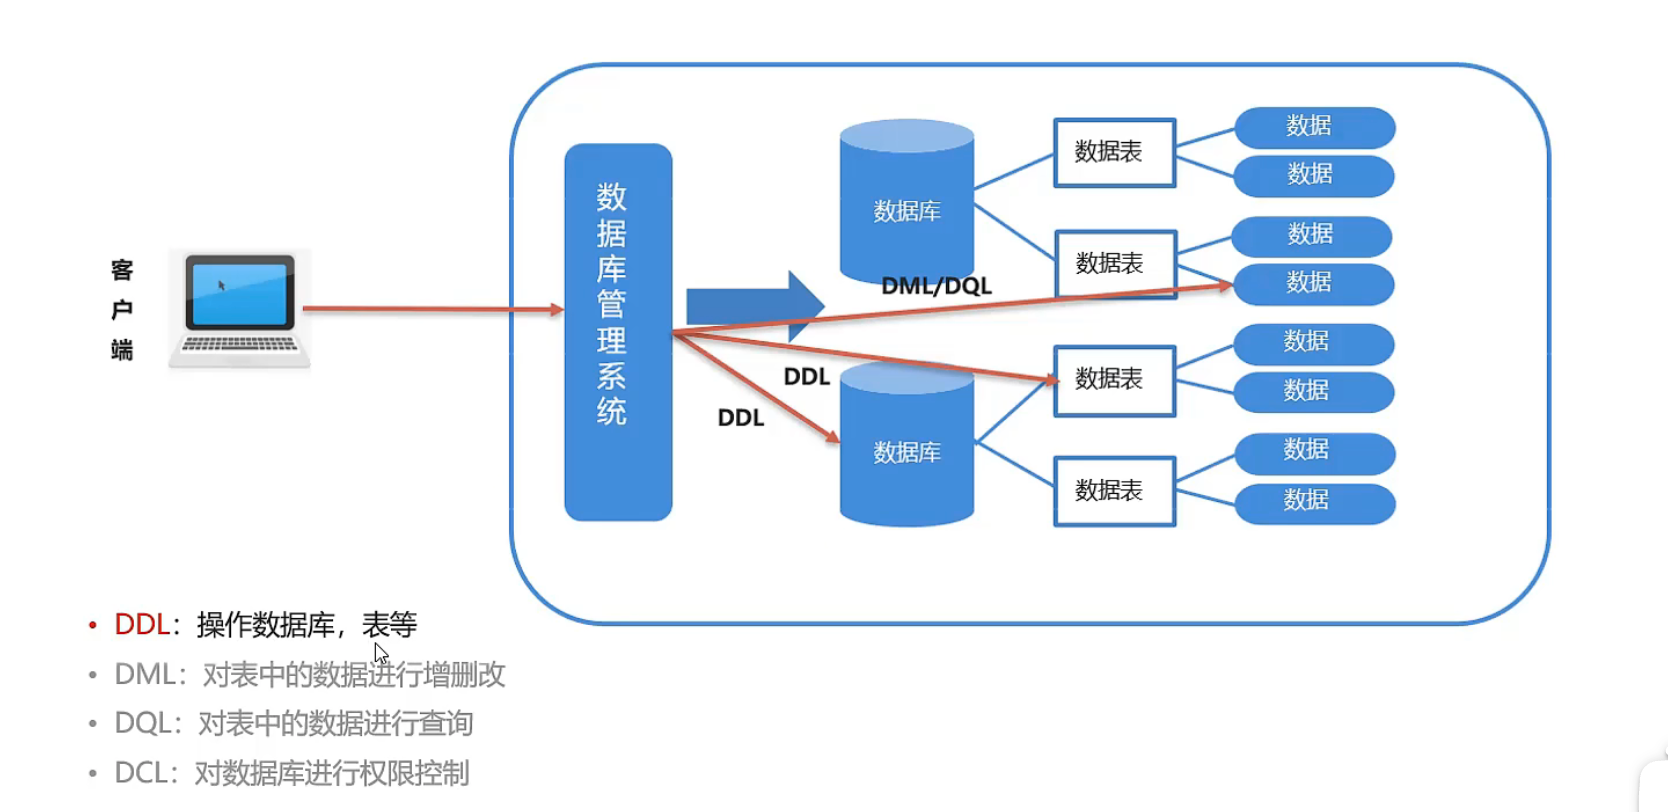 客户端
数据库管理系统
数据库
数据表
数据
数据
数据表
数据
数据
DML/DQL
DDL
DDL
数据库
数据表
数据
数据
数据表
数据
数据
• DDL：操作数据库，表等
• DML：对表中的数据进行增删改
• DQL：对表中的数据进行查询
• DCL：对数据库进行权限控制